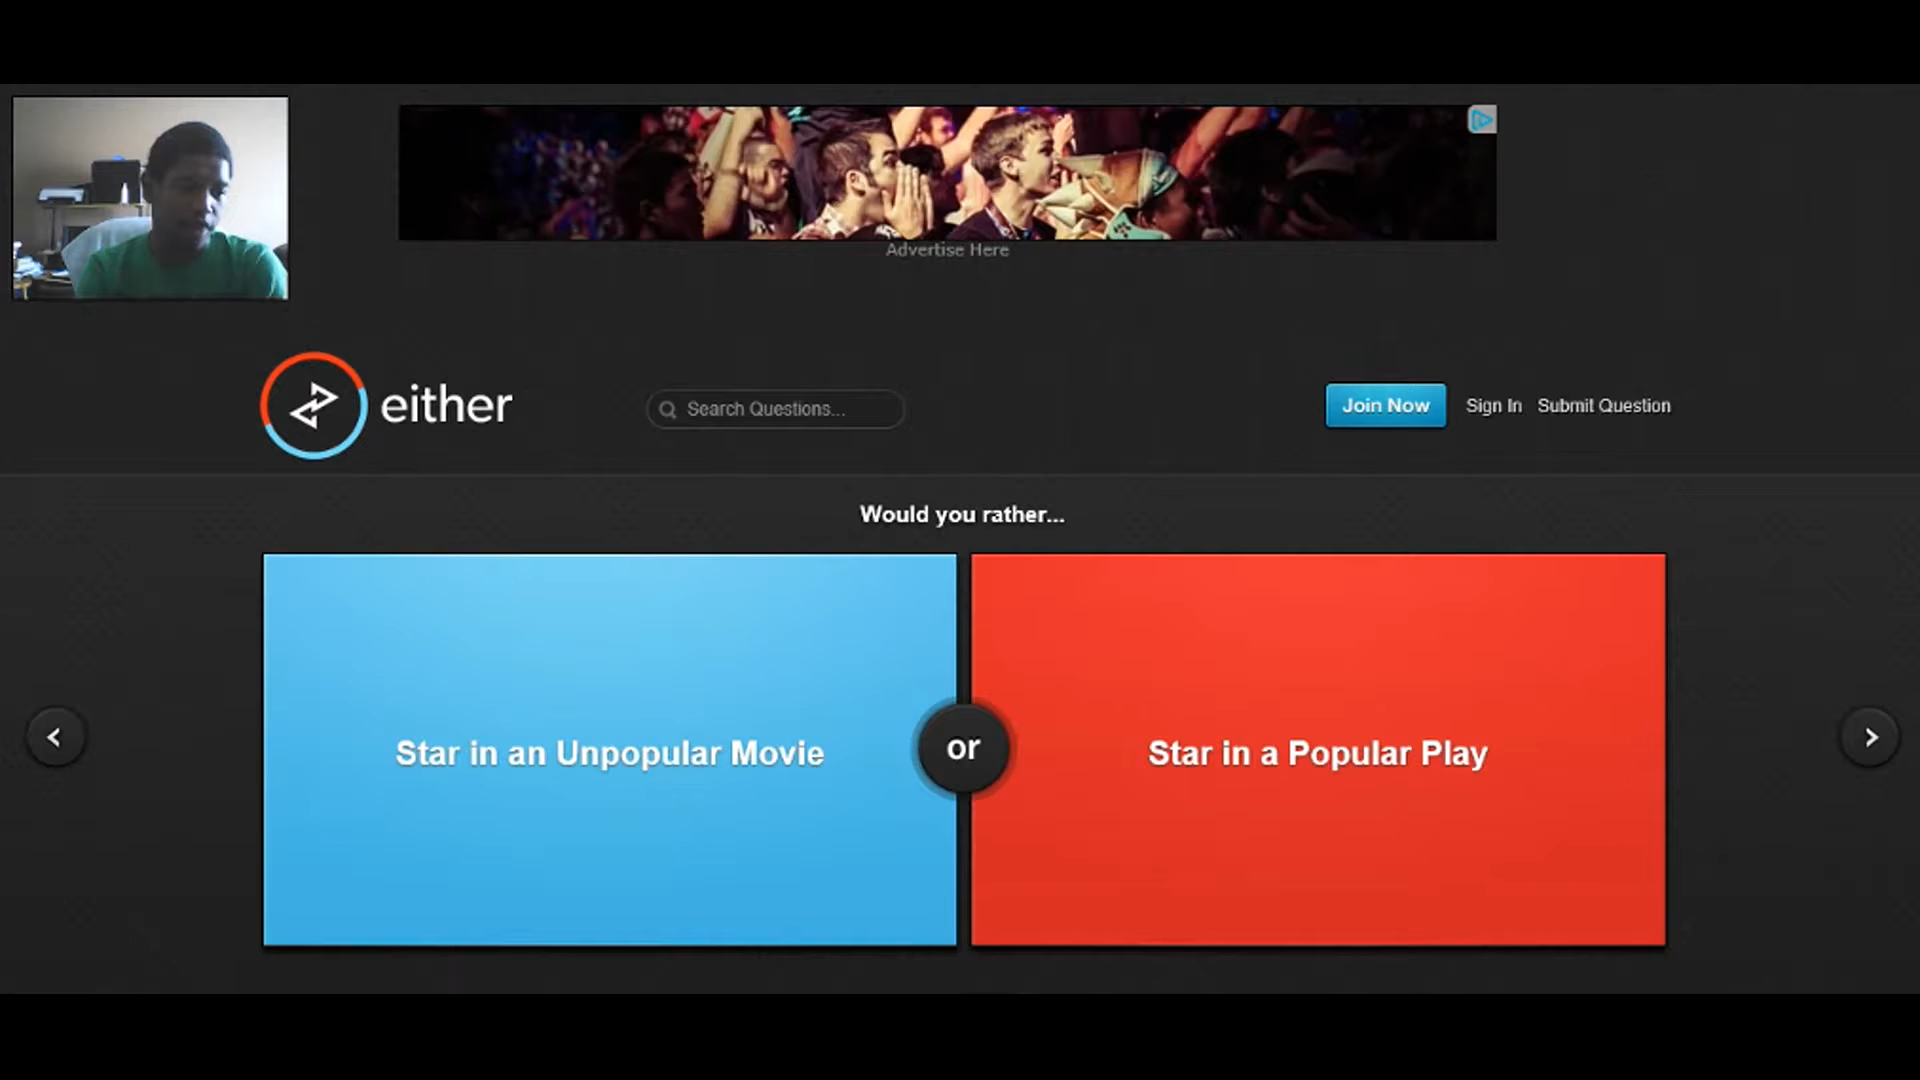 Advertise Here
either
Search Questions...
Join Now
Sign In
Submit Question
Would you rather...
Star in an Unpopular Movie
or
Star in a Popular Play